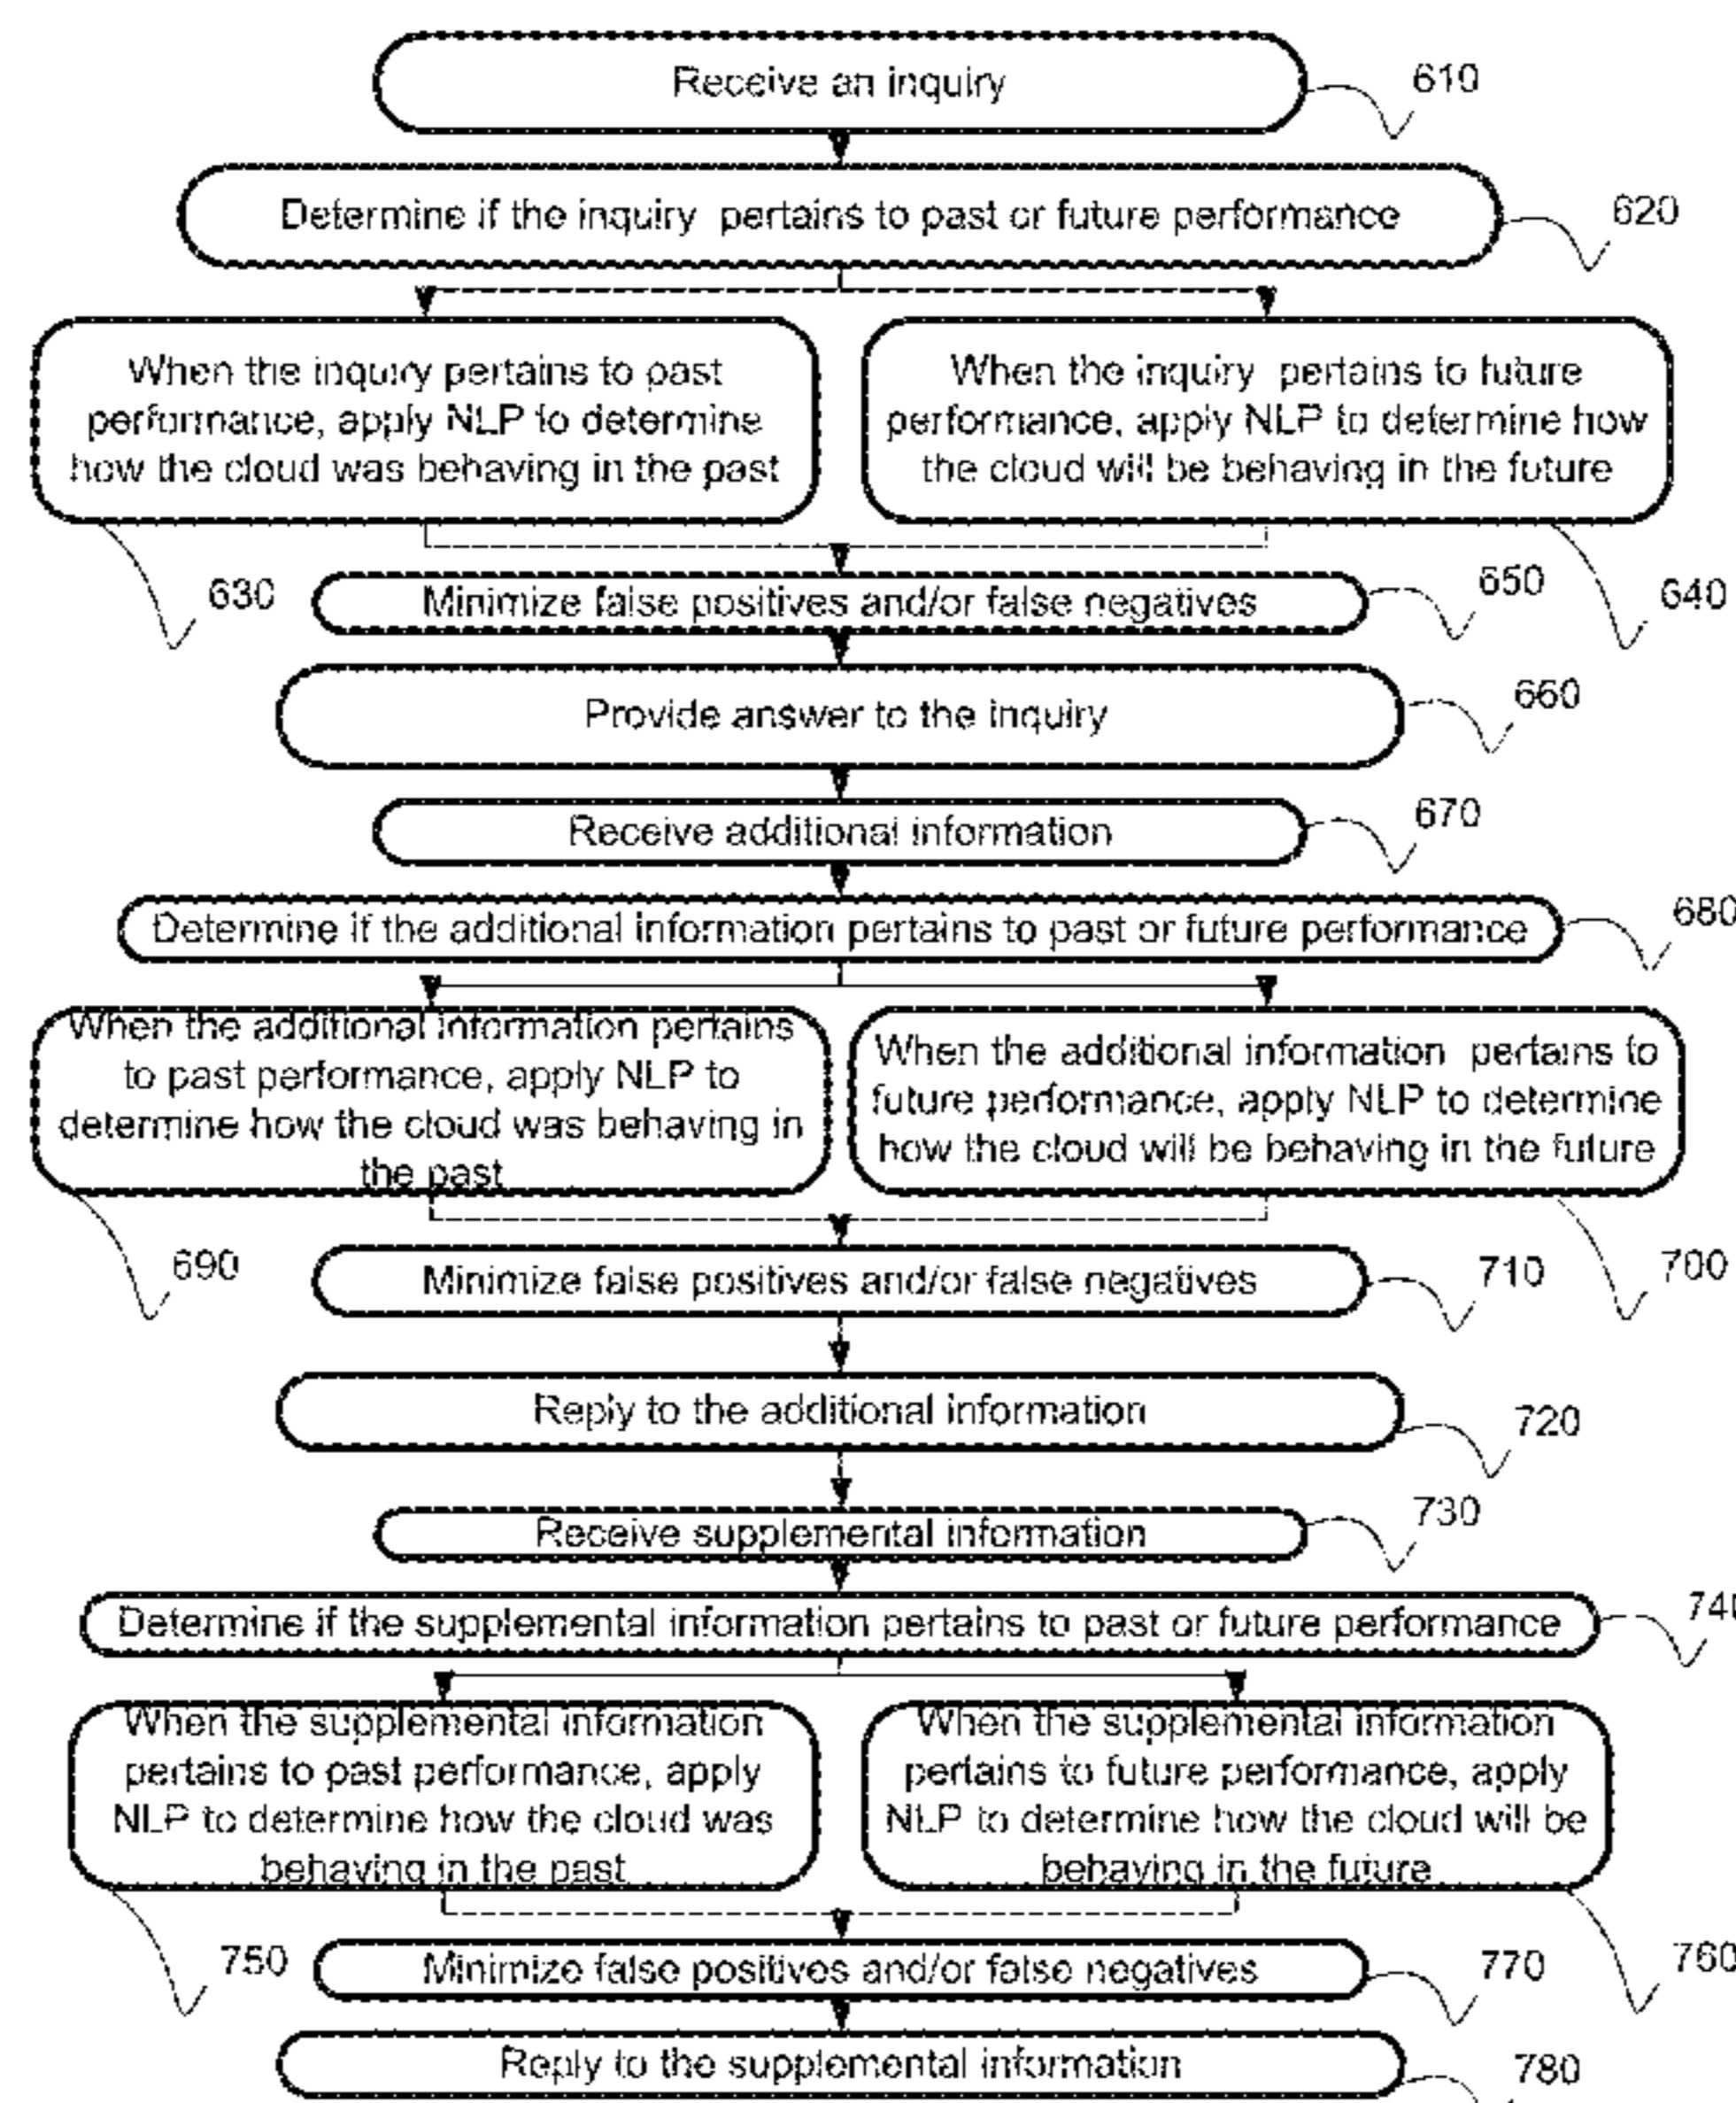 Receive an inquiry
610
Determine if the inquiry pertains to past or future performance
620
When the inquiry pertains to past
performance, apply NLP to determine
how the cloud was behaving in the past
630
When the inquiry pertains to future
performance, apply NLP to determine how
the cloud will be behaving in the future
640
Minimize false positives and/or false negatives
650
Provide answer to the inquiry
660
Receive additional information
670
Determine if the additional information pertains to past or future performance
680
When the additional information pertains
to past performance, apply NLP to
determine how the cloud was behaving in
the past
690
When the additional information pertains to
future performance, apply NLP to determine
how the cloud will be behaving in the future
700
Minimize false positives and/or false negatives
710
Reply to the additional information
720
Receive supplemental information
730
Determine if the supplemental information pertains to past or future performance
740
When the supplemental information
pertains to past performance, apply
NLP to determine how the cloud was
behaving in the past
750
When the supplemental information
pertains to future performance, apply
NLP to determine how the cloud will be
behaving in the future
760
Minimize false positives and/or false negatives
770
Reply to the supplemental information
780